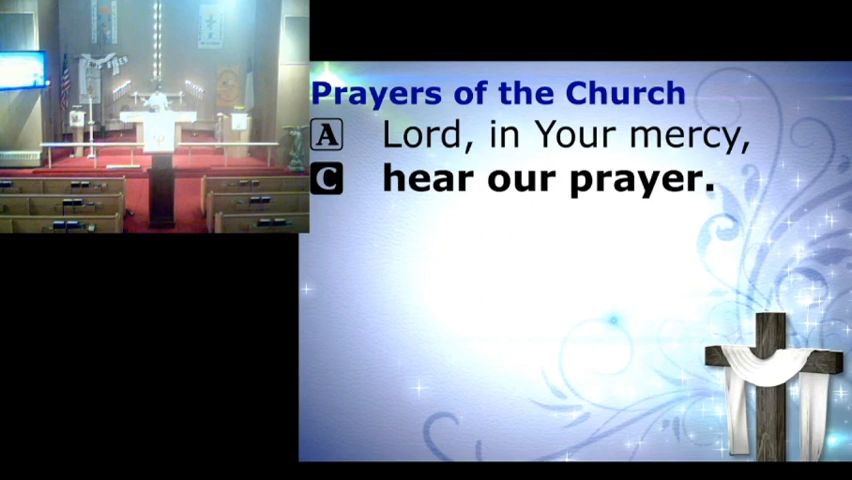 Prayers of the Church
A Lord, in Your mercy,
C hear our prayer.